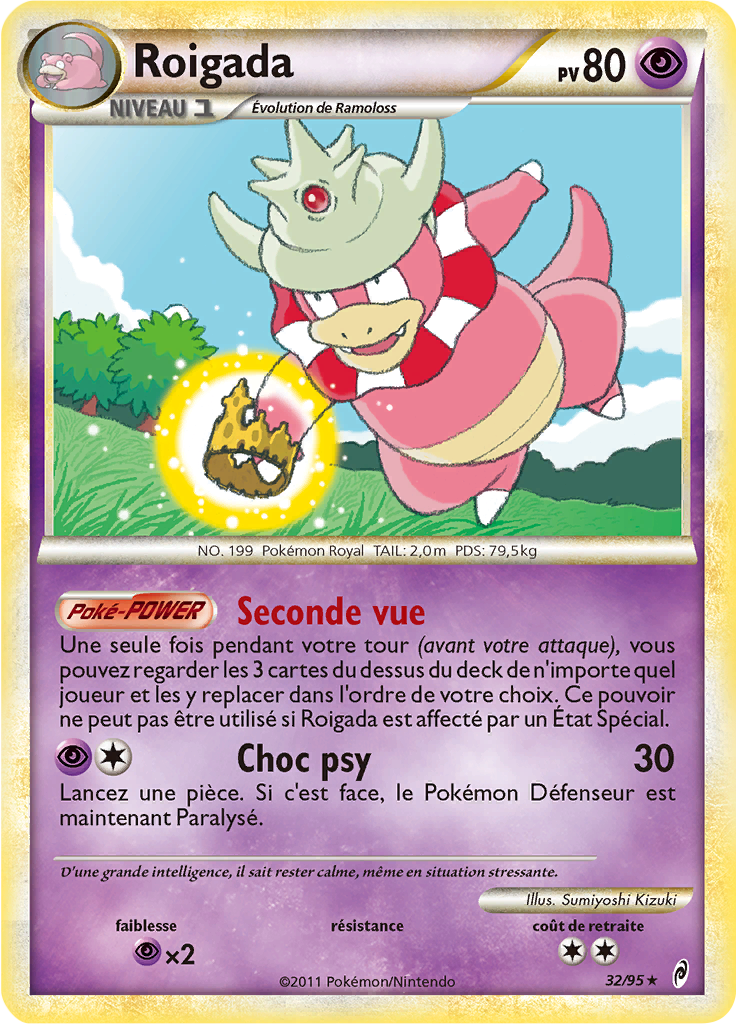 Roigada
PV 80
NIVEAU 1
Évolution de Ramoloss
NO. 199 Pokémon Royal TAIL: 2,0m PDS: 79,5kg
Poké-POWER Seconde vue
Une seule fois pendant votre tour (avant votre attaque), vous
pouvez regarder les 3 cartes du dessus du deck de n'importe quel
joueur et les y replacer dans l'ordre de votre choix. Ce pouvoir
ne peut pas être utilisé si Roigada est affecté par un État Spécial.
Choc psy 30
Lancez une pièce. Si c'est face, le Pokémon Défenseur est
maintenant Paralysé.
D'une grande intelligence, il sait rester calme, même en situation stressante.
Illus. Sumiyoshi Kizuki
faiblesse résistance coût de retraite
×2
©2011 Pokémon/Nintendo
32/95 ★